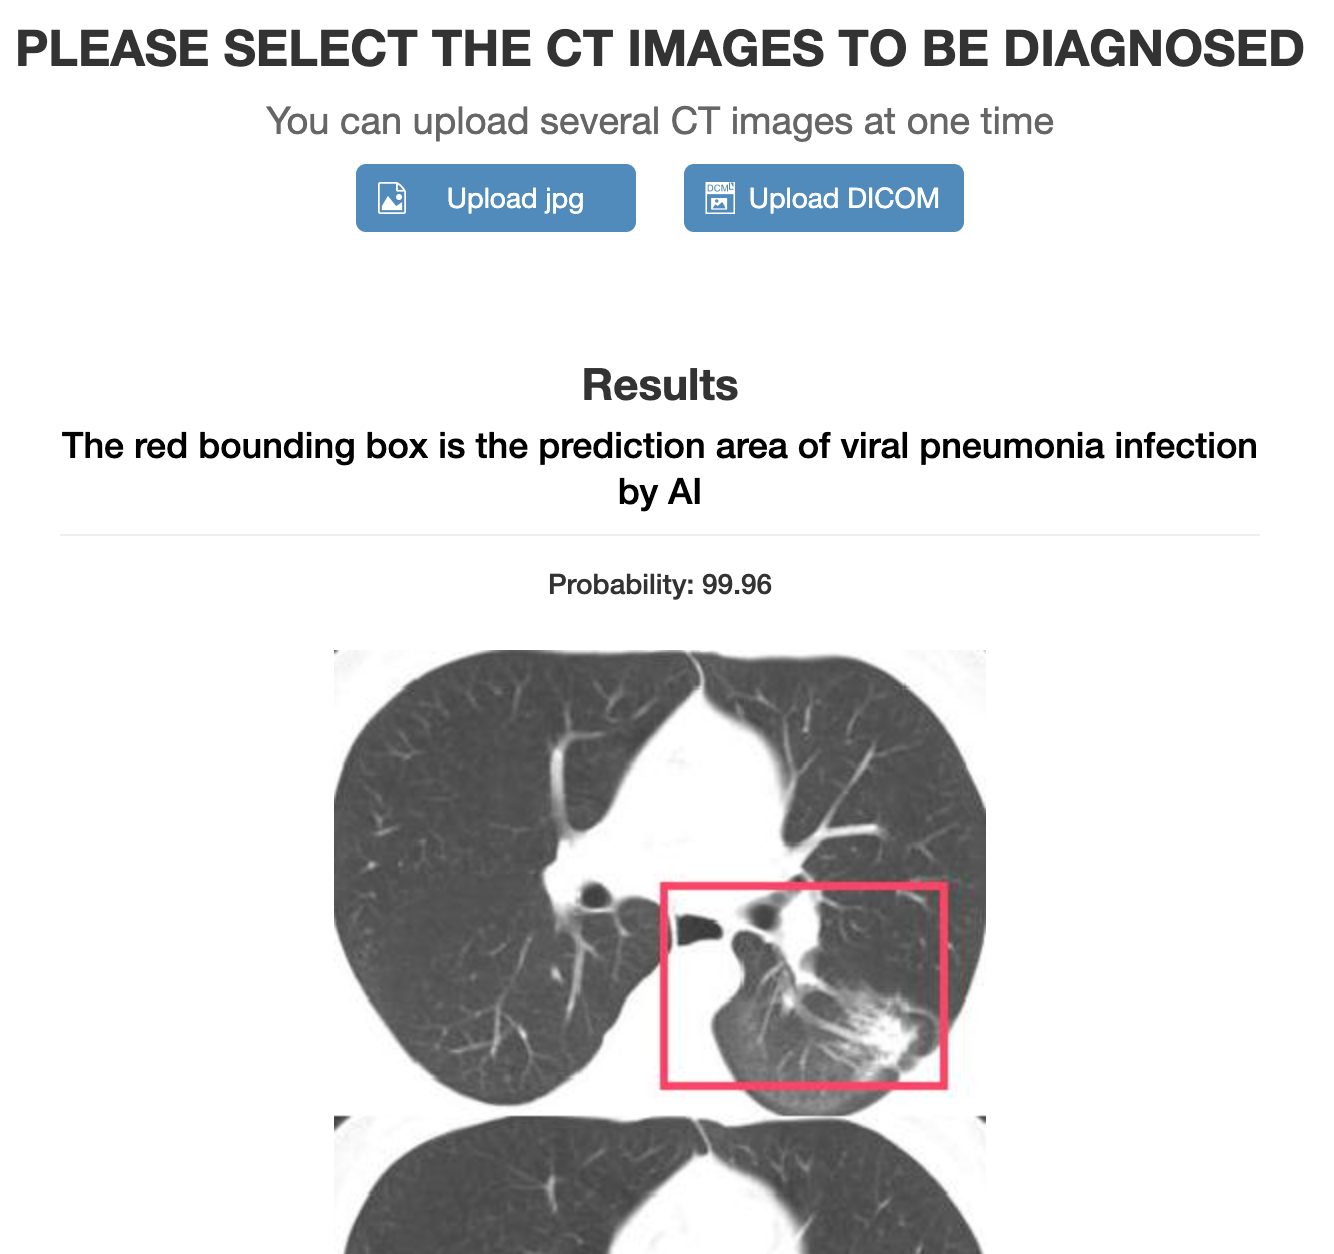 PLEASE SELECT THE CT IMAGES TO BE DIAGNOSED
You can upload several CT images at one time
Upload jpg
DCM
Upload DICOM
Results
The red bounding box is the prediction area of viral pneumonia infection
by AI
Probability: 99.96